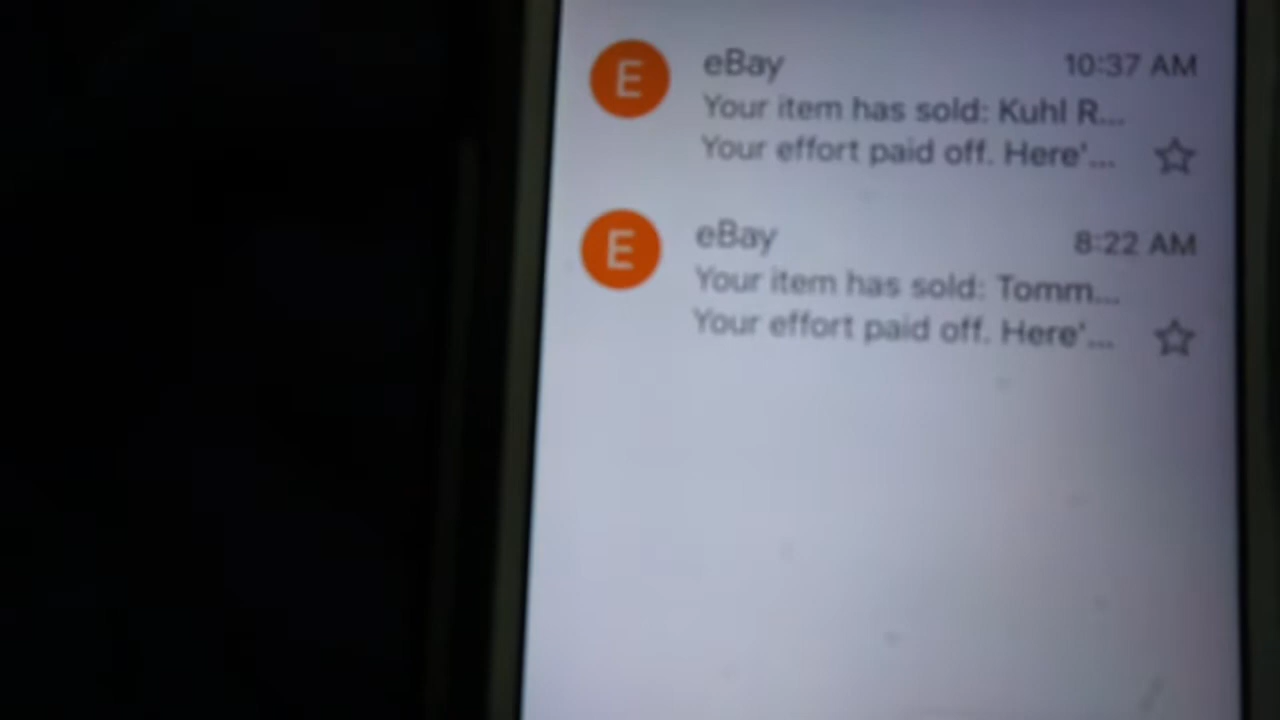 E eBay 10:37 AM
Your item has sold: Kuhl R...
Your effort paid off. Here'...
E eBay 8:22 AM
Your item has sold: Tomm...
Your effort paid off. Here'...